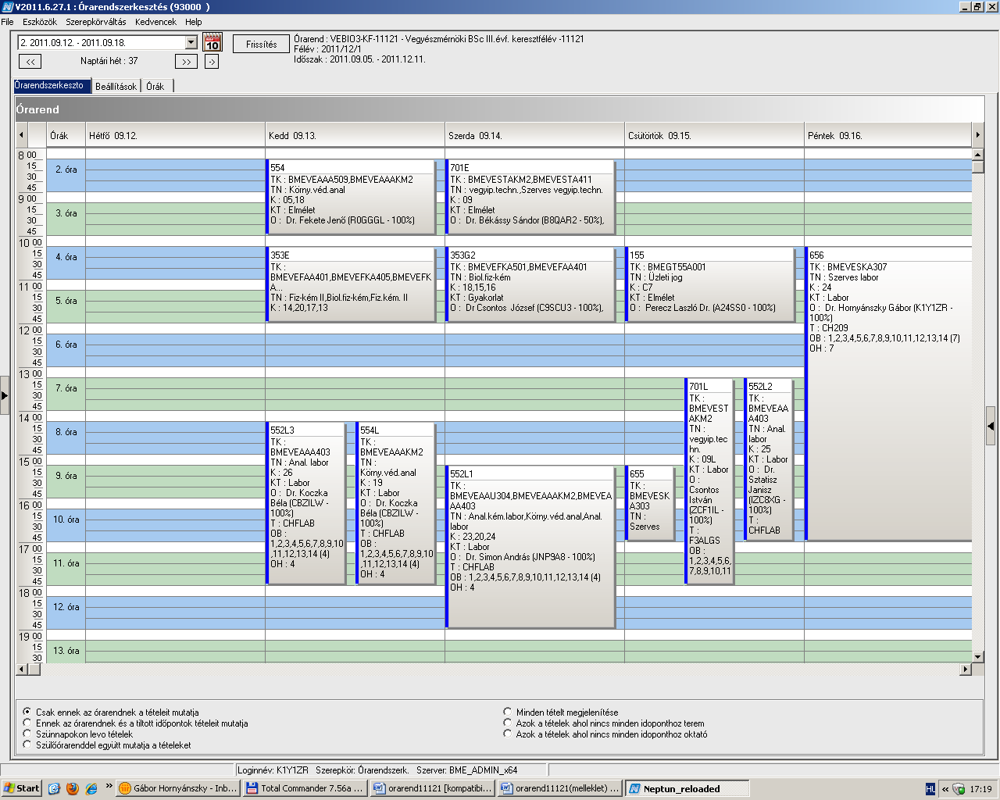 V2011.6.27.1 : Órarendszerkesztés (93000  )
File Eszközök Szerepkörváltás Kedvencek Help
2. 2011.09.12. - 2011.09.18.
10
Frissítés
Órarend : VEBIO3-KF-11121 - Vegyészmérnöki BSc III.évf. keresztfélév -11121
Félév : 2011/12/1
Időszak : 2011.09.05. - 2011.12.11.
<< Naptári hét : 37 >> ->
Órarendszerkeszto Beállítások Órák
Órarend
Órák Hétfő 09.12. Kedd 09.13. Szerda 09.14. Csütörtök 09.15. Péntek 09.16.
8 00
15
30
45
9 00
15
30
45
10 00
15
30
45
11 00
15
30
45
12 00
15
30
45
13 00
15
30
45
14 00
15
30
45
15 00
15
30
45
16 00
15
30
45
17 00
15
30
45
18 00
15
30
45
19 00
15
30
2. óra
3. óra
4. óra
5. óra
6. óra
7. óra
8. óra
9. óra
10. óra
11. óra
12. óra
13. óra
554
TK : BMEVEAAA509,BMEVEAAAKM2
TN : Körny.véd.anal
K : 05,18
KT : Elmélet
O :  Dr. Fekete Jenő (R0GGGL - 100%)
353E
TK :
BMEVEFAA401,BMEVEFKA405,BMEVEFK
A...
TN : Fiz-kém II,Biol.fiz-kém,Fiz.kém. II
K : 14,20,17,13
552L3
TK :
BMEVEAAA403
TN : Anal. labor
K : 26
KT : Labor
O :  Dr. Koczka
Béla (CBZILW -
100%)
T : CHFLAB
OB :
1,2,3,4,5,6,7,8,9,10
,11,12,13,14 (4)
OH : 4
554L
TK :
BMEVEAAAKM2
TN :
Körny.véd.anal
K : 19
KT : Labor
O :  Dr. Koczka
Béla (CBZILW -
100%)
T : CHFLAB
OB :
1,2,3,4,5,6,7,8,9,10
,11,12,13,14 (4)
OH : 4
701E
TK : BMEVESTAKM2,BMEVESTA411
TN : vegyip.techn.,Szerves vegyip.techn.
K : 09
KT : Elmélet
O :  Dr. Békássy Sándor (B8QAR2 - 50%),
353G2
TK : BMEVEFKA501,BMEVEFAA401
TN : Biol.fiz-kém
K : 18,15,16
KT : Gyakorlat
O :  Dr Csontos  József (C9SCU3 - 100%),
552L1
TK :
BMEVEAAU304,BMEVEAAAKM2,BMEVEA
AA403
TN : Anal.kém.labor,Körny.véd.anal,Anal.
labor
K : 23,20,24
KT : Labor
O :  Dr. Simon András (JNP9A8 - 100%)
T : CHFLAB
OB : 1,2,3,4,5,6,7,8,9,10,11,12,13,14 (4)
OH : 4
155
TK : BMEGT55A001
TN : Üzleti jog
K : C7
KT : Elmélet
O :  Perecz Laszló Dr. (A24SS0 - 100%)
655
TK :
BMEVESK
A303
TN :
Szerves
701L
TK :
BMEVEST
AKM2
TN :
vegyip.tec
hn.
K : 09L
KT : Labor
O :
Csontos
István
(ZCF1IL -
100%)
T :
F3ALGS
OB :
1,2,3,4,5,6,
7,8,9,10,11
552L2
TK :
BMEVEAA
A403
TN : Anal.
labor
K : 25
KT : Labor
O :  Dr.
Sztatisz
Janisz
(IZC8XG -
100%)
T :
CHFLAB
656
TK : BMEVESKA307
TN : Szerves labor
K : 24
KT : Labor
O :  Dr. Hornyánszky Gábor (K1Y1ZR -
100%)
T : CH209
OB : 1,2,3,4,5,6,7,8,9,10,11,12,13,14 (7)
OH : 7
Csak ennek az órarendnek a tételeit mutatja
Ennek az órarendnek és a tiltott időpontok tételeit mutatja
Szünnapokon levo tételek
Szülőórarenddel együtt mutatja a tételeket
Minden tételt megjelenítése
Azok a tételek ahol nincs minden idoponthoz terem
Azok a tételek ahol nincs minden idoponthoz oktató
Loginnév: K1Y1ZR   Szerepkör: Órarendszerk.   Szerver: BME_ADMIN_x64
Start » Gábor Hornyánszky - Inb... Total Commander 7.56a ... orarend11121 [kompatibi... orarend11121(melleklet) ... Neptun_reloaded HU « 17:19